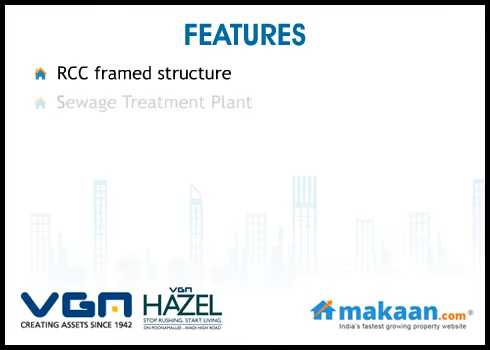 FEATURES
RCC framed structure
Sewage Treatment Plant
VGN
CREATING ASSETS SINCE 1942
VGN
HAZEL
STOP RUSHING, START LIVING
ON POONAMALLEE - AVADI HIGH ROAD
makaan.com®
India's fastest growing property website